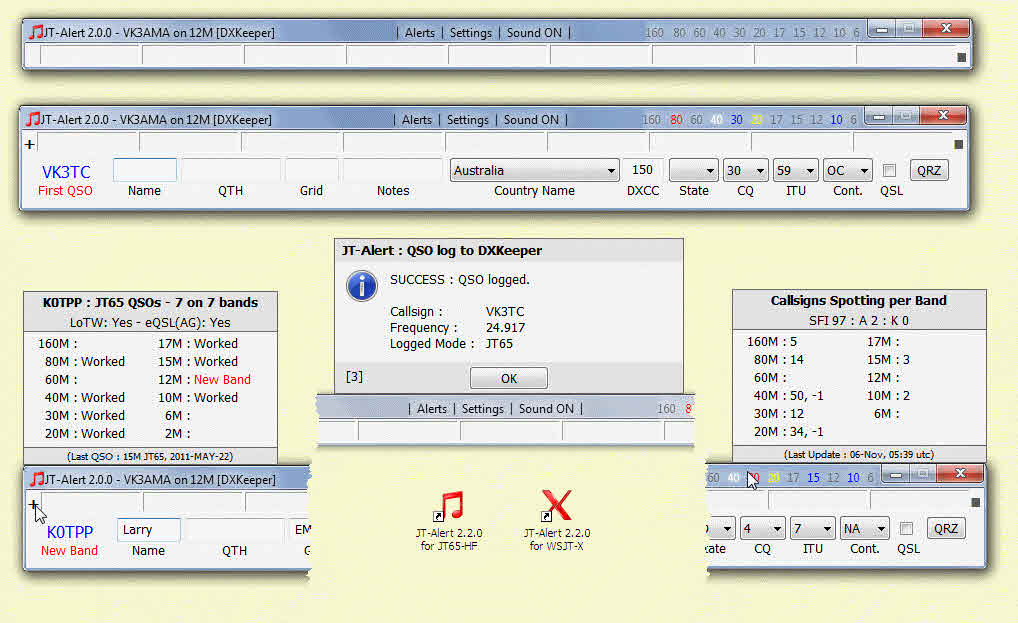 JT-Alert 2.0.0 - VK3AMA on 12M [DXKeeper] | Alerts | Settings | Sound ON | 160 80 60 40 30 20 17 15 12 10 6
JT-Alert 2.0.0 - VK3AMA on 12M [DXKeeper] | Alerts | Settings | Sound ON | 160 80 60 40 30 20 17 15 12 10 6
+
VK3TC Australia 150 30 59 OC QRZ
First QSO Name QTH Grid Notes Country Name DXCC State CQ ITU Cont. QSL
JT-Alert : QSO log to DXKeeper
SUCCESS : QSO logged.
Callsign : VK3TC
Frequency : 24.917
Logged Mode : JT65
[3] OK
K0TPP : JT65 QSOs - 7 on 7 bands
LoTW: Yes - eQSL(AG): Yes
160M : 17M : Worked
80M : Worked 15M : Worked
60M : 12M : New Band
40M : Worked 10M : Worked
30M : Worked 6M :
20M : Worked 2M :
(Last QSO : 15M JT65, 2011-MAY-22)
Callsigns Spotting per Band
SFI 97 : A 2 : K 0
160M : 5 17M :
80M : 14 15M : 3
60M : 12M :
40M : 50, -1 10M : 2
30M : 12 6M :
20M : 34, -1
(Last Update : 06-Nov, 05:39 utc)
| Alerts | Settings | Sound ON | 160 8
JT-Alert 2.0.0 - VK3AMA on 12M [DXKeeper]
+
K0TPP Larry EM
New Band Name QTH G
JT-Alert 2.2.0
for JT65-HF
JT-Alert 2.2.0
for WSJT-X
60 40 20 17 15 12 10 6
4 7 NA QRZ
ate CQ ITU Cont. QSL